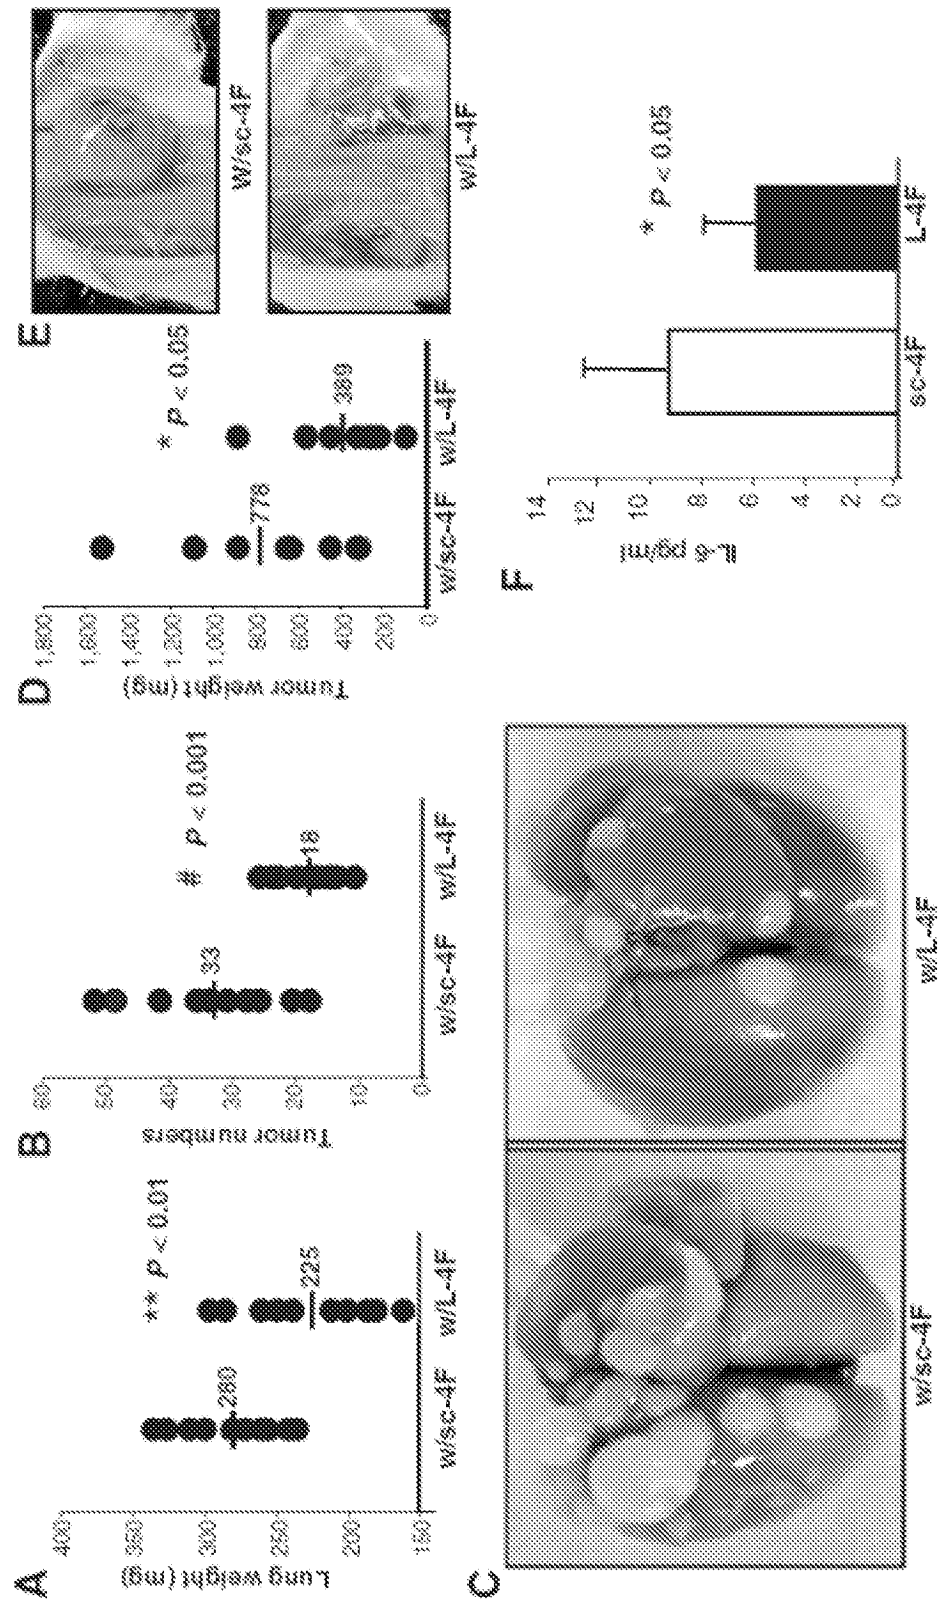 A
Lung weight (mg)
400
350
300
250
200
150
280
225
** P < 0.01
w/sc-4F
w/L-4F
B
Tumor numbers
60
50
40
30
20
10
0
33
18
# P < 0.001
w/sc-4F
w/L-4F
C
w/sc-4F
w/L-4F
D
Tumor weight (mg)
1,800
1,600
1,400
1,200
1,000
800
600
400
200
0
778
389
* P < 0.05
w/sc-4F
w/L-4F
E
w/sc-4F
w/L-4F
F
IL-6 pg/ml
14
12
10
8
6
4
2
0
* P < 0.05
sc-4F
L-4F